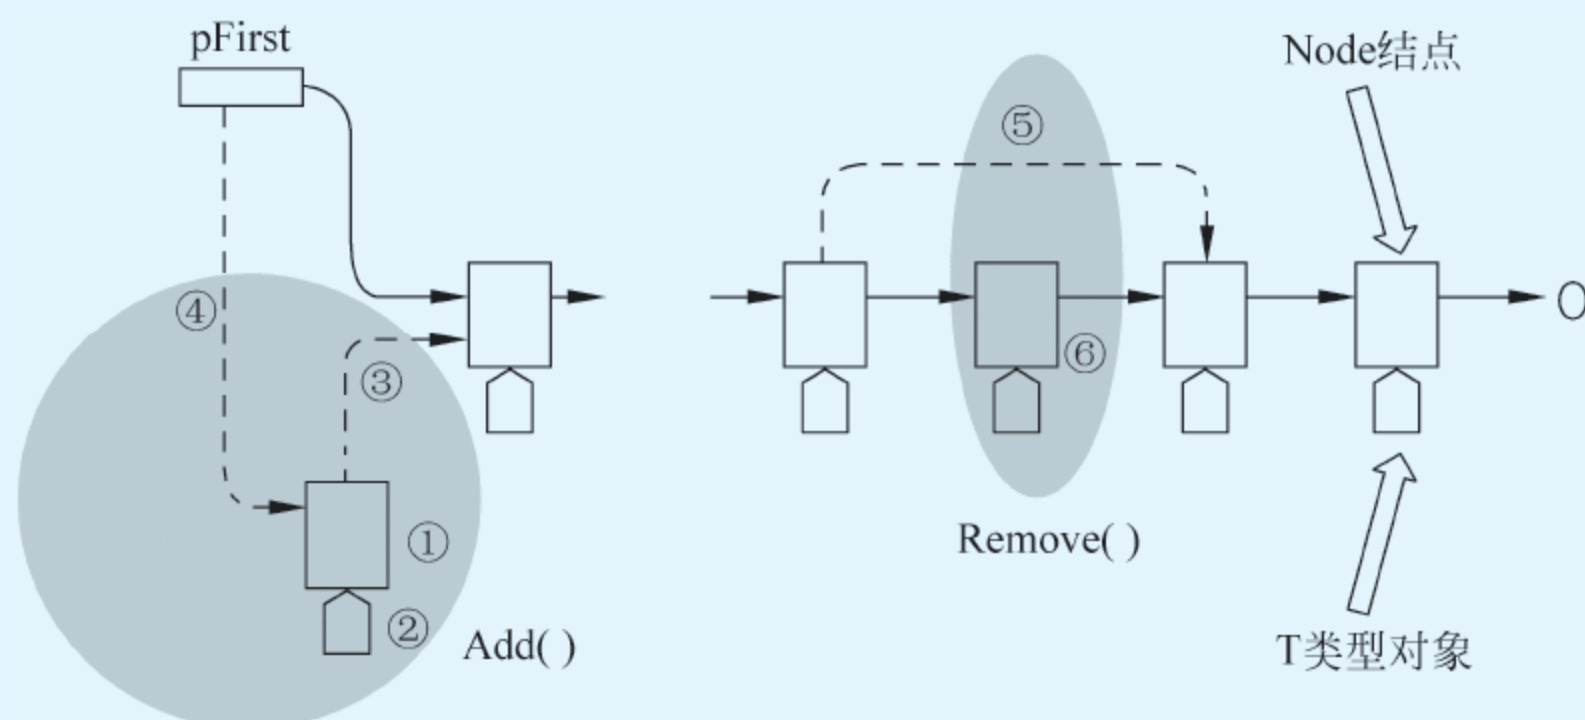 pFirst
Node结点
⑤
④
③
⑥
①
②
Add( )
Remove( )
T类型对象
0